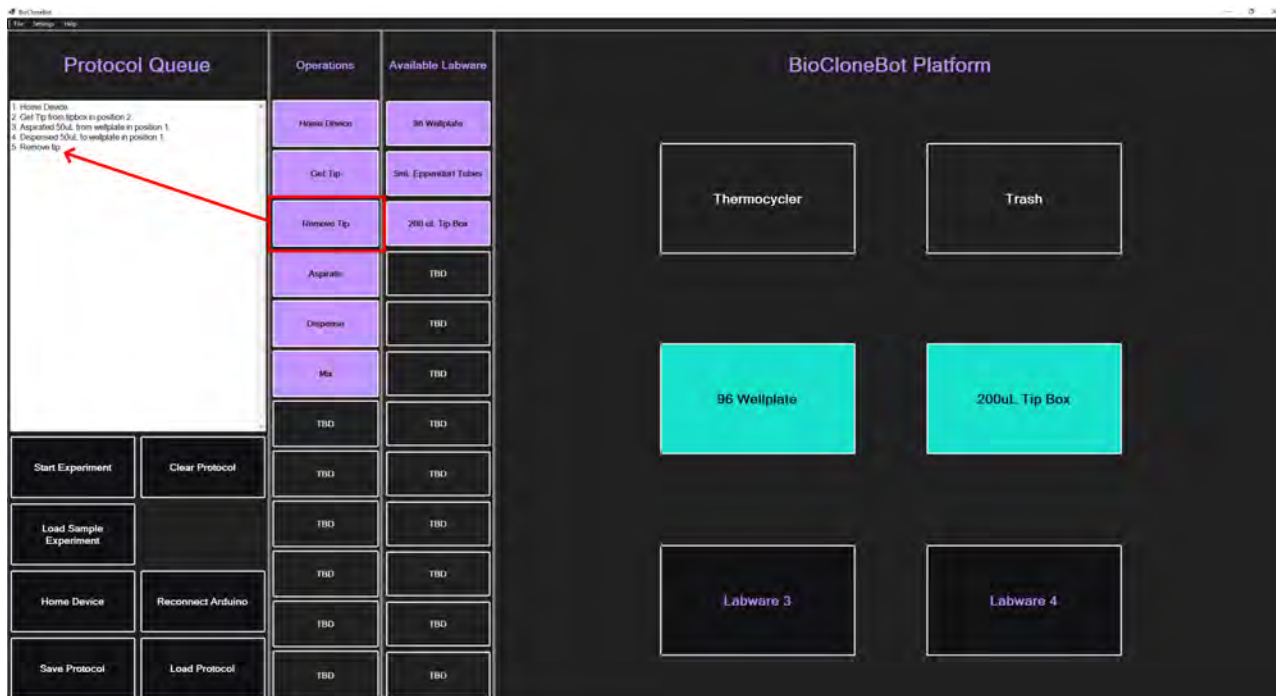 BioCloneBot
File Settings Help
Protocol Queue
1. Home Device
2. Get Tip from tipbox in position 2.
3. Aspirated 50uL from wellplate in position 1.
4. Dispensed 50uL to wellplate in position 1.
5. Remove tip
Start Experiment
Clear Protocol
Load Sample
Experiment
Home Device
Reconnect Arduino
Save Protocol
Load Protocol
Operations
Home Device
Get Tip
Remove Tip
Aspirate
Dispense
Mix
TBD
TBD
TBD
TBD
TBD
TBD
Available Labware
96 Wellplate
5mL Eppendorf Tubes
200 uL Tip Box
TBD
TBD
TBD
TBD
TBD
TBD
TBD
TBD
TBD
BioCloneBot Platform
Thermocycler
Trash
96 Wellplate
200uL Tip Box
Labware 3
Labware 4